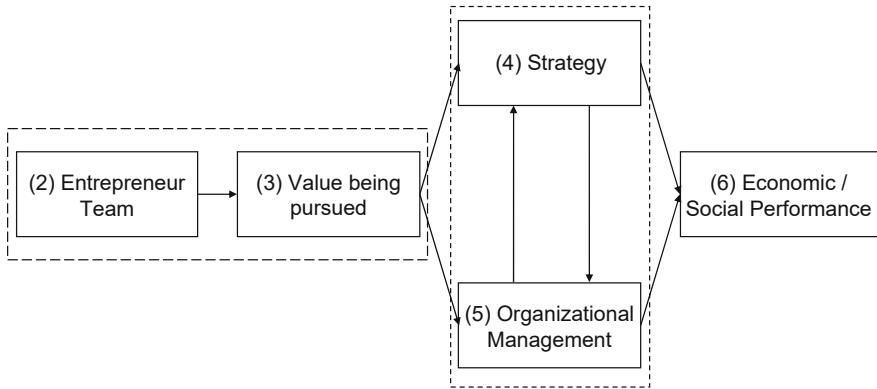 (4) Strategy
(2) Entrepreneur
Team
(3) Value being
pursued
(6) Economic /
Social Performance
(5) Organizational
Management